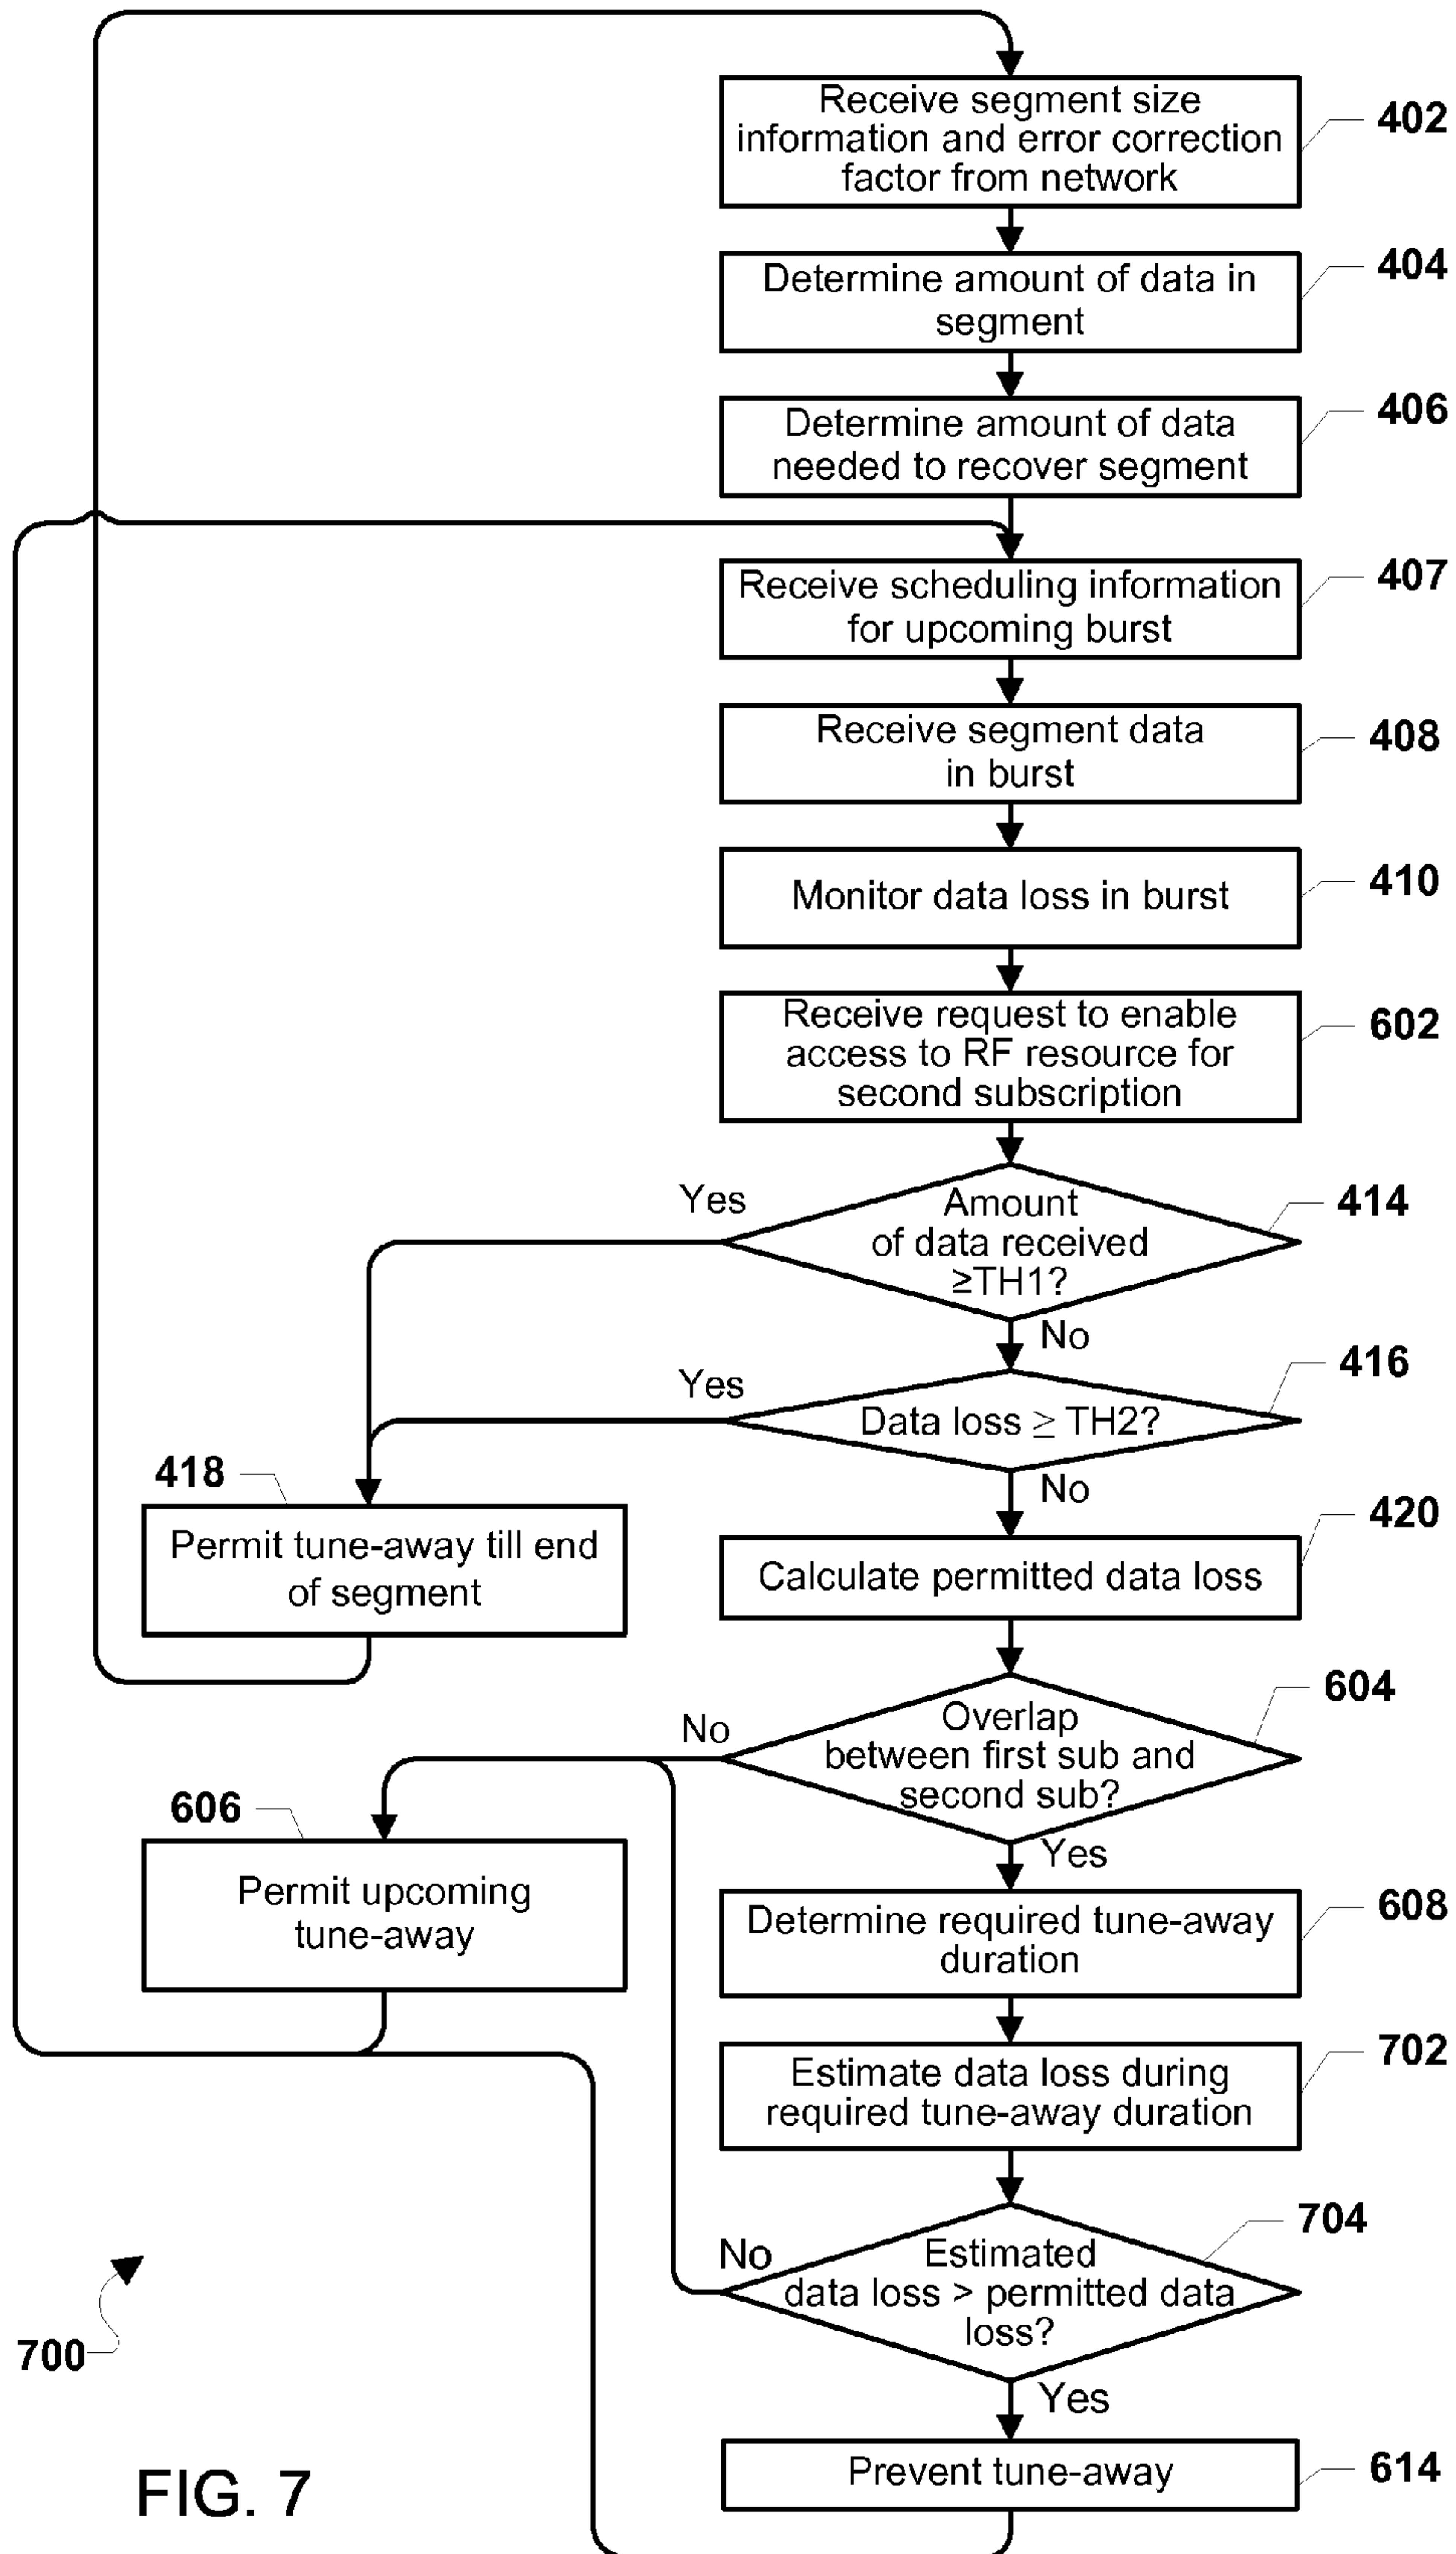 Receive segment size
information and error correction
factor from network
402
Determine amount of data in
segment
404
Determine amount of data
needed to recover segment
406
Receive scheduling information
for upcoming burst
407
Receive segment data
in burst
408
Monitor data loss in burst
410
Receive request to enable
access to RF resource for
second subscription
602
Amount
of data received
≥TH1?
414
Yes
No
Data loss ≥ TH2?
416
Yes
No
418
Permit tune-away till end
of segment
Calculate permitted data loss
420
Overlap
between first sub and
second sub?
604
No
Yes
606
Permit upcoming
tune-away
Determine required tune-away
duration
608
Estimate data loss during
required tune-away duration
702
Estimated
data loss > permitted data
loss?
704
No
Yes
Prevent tune-away
614
700
FIG. 7